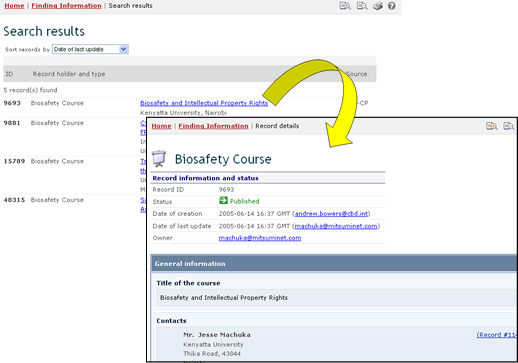 Home | Finding Information | Search results
Search results
Sort records by Date of last update
ID Record holder and type Source
5 record(s) found
9693 Biosafety Course Biosafety and Intellectual Property Rights -CP
Kenyatta University, Nairobi
9881 Biosafety Course
15789 Biosafety Course
48315 Biosafety Course
Home | Finding Information | Record details
Biosafety Course
Record information and status
Record ID 9693
Status Published
Date of creation 2005-06-14 16:37 GMT (andrew.bowers@cbd.int)
Date of last update 2005-06-14 16:37 GMT (machuka@mitsuminet.com)
Owner machuka@mitsuminet.com
General information
Title of the course
Biosafety and Intellectual Property Rights
Contacts
Mr. Jesse Machuka (Record #114
Kenyatta University
Thika Road, 43844